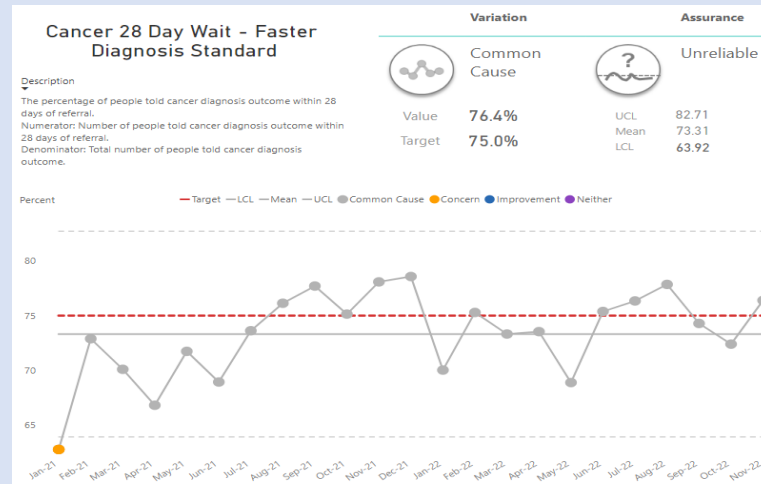 Cancer 28 Day Wait - Faster
Diagnosis Standard
Description
The percentage of people told cancer diagnosis outcome within 28
days of referral.
Numerator: Number of people told cancer diagnosis outcome within
28 days of referral.
Denominator: Total number of people told cancer diagnosis
outcome.
Variation
Common
Cause
Value 76.4%
Target 75.0%
Assurance
?
Unreliable
UCL 82.71
Mean 73.31
LCL 63.92
Percent
Target LCL Mean UCL Common Cause Concern Improvement Neither
80
75
70
65
Jan-21 Feb-21 Mar-21 Apr-21 May-21 Jun-21 Jul-21 Aug-21 Sep-21 Oct-21 Nov-21 Dec-21 Jan-22 Feb-22 Mar-22 Apr-22 May-22 Jun-22 Jul-22 Aug-22 Sep-22 Oct-22 Nov-22